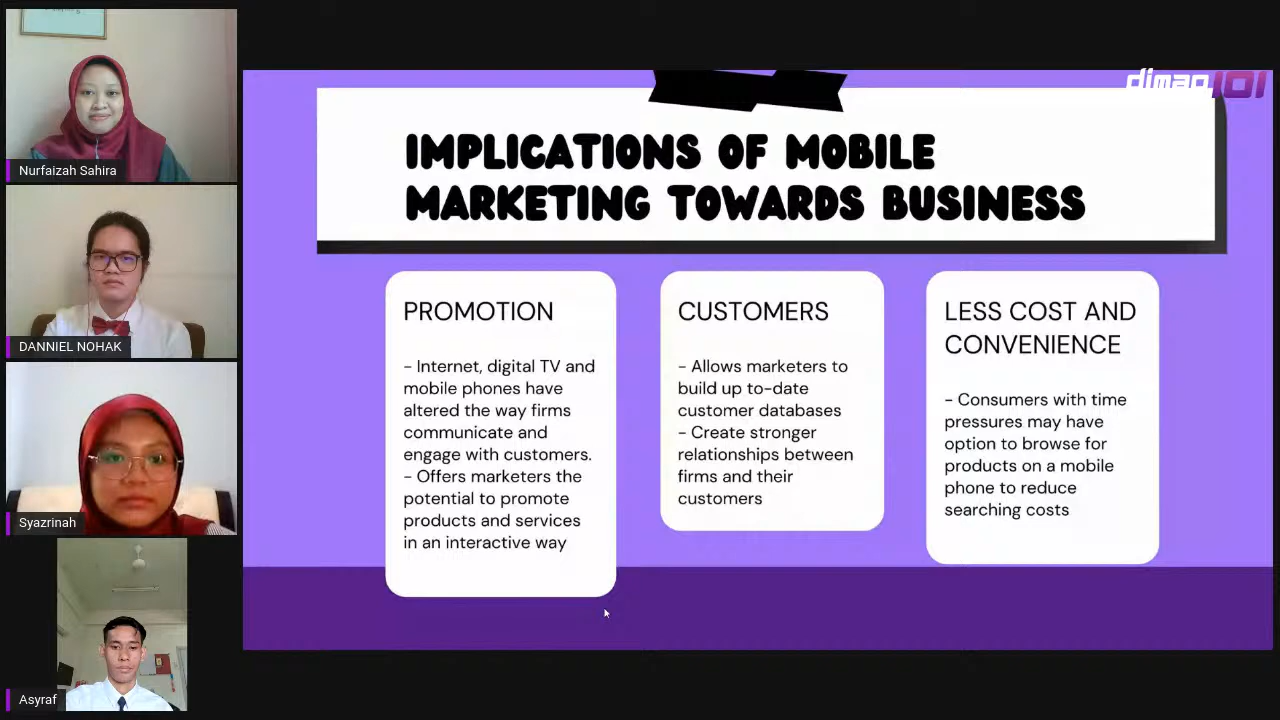 Nurfaizah Sahira
DANNIEL NOHAK
Syazrinah
Asyraf
dimaq101
IMPLICATIONS OF MOBILE
MARKETING TOWARDS BUSINESS
PROMOTION
- Internet, digital TV and
mobile phones have
altered the way firms
communicate and
engage with customers.
- Offers marketers the
potential to promote
products and services
in an interactive way
CUSTOMERS
- Allows marketers to
build up to-date
customer databases
- Create stronger
relationships between
firms and their
customers
LESS COST AND
CONVENIENCE
- Consumers with time
pressures may have
option to browse for
products on a mobile
phone to reduce
searching costs